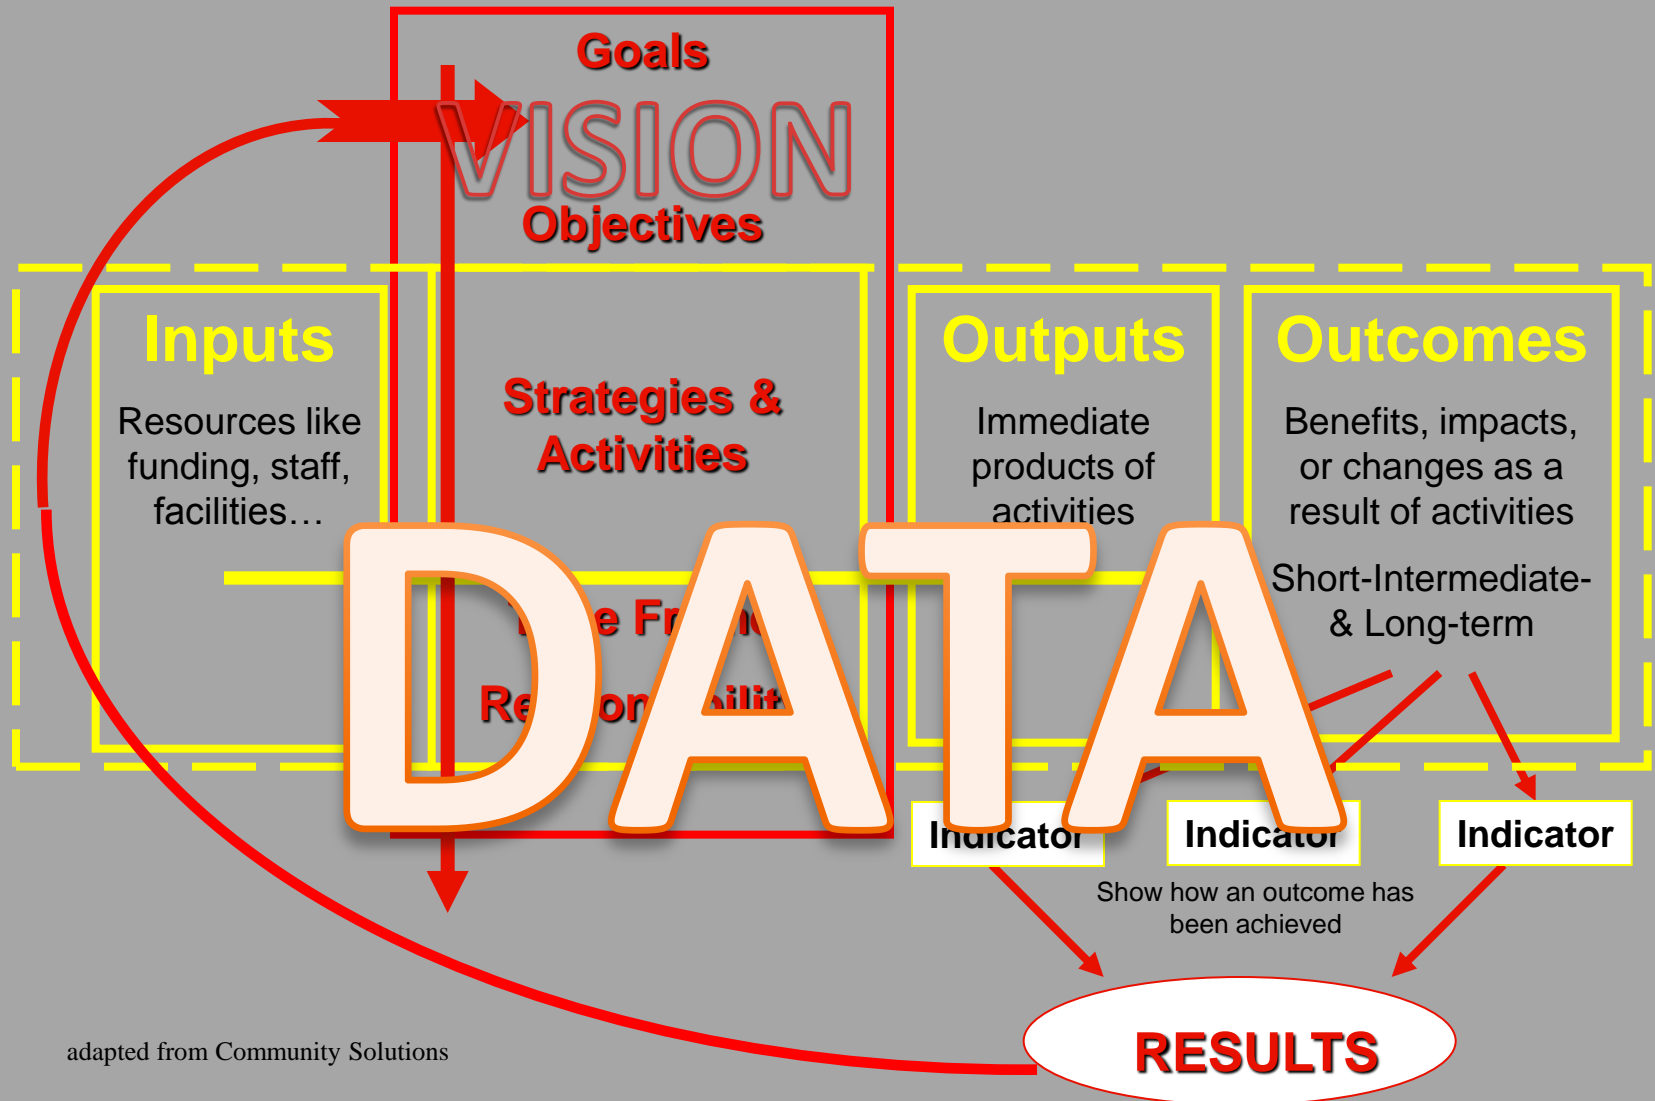 Goals
VISION
Objectives
Inputs
Resources like
funding, staff,
facilities…
Strategies &
Activities
Outputs
Immediate
products of
activities
Outcomes
Benefits, impacts,
or changes as a
result of activities
Short-Intermediate-
& Long-term
DATA
Indicator
Indicator
Indicator
Show how an outcome has
been achieved
RESULTS
adapted from Community Solutions